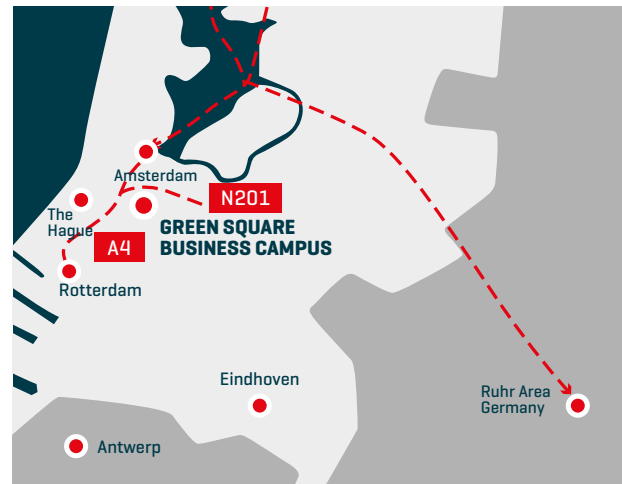 Amsterdam
N201
The
Hague
GREEN SQUARE
BUSINESS CAMPUS
A4
Rotterdam
Eindhoven
Ruhr Area
Germany
Antwerp